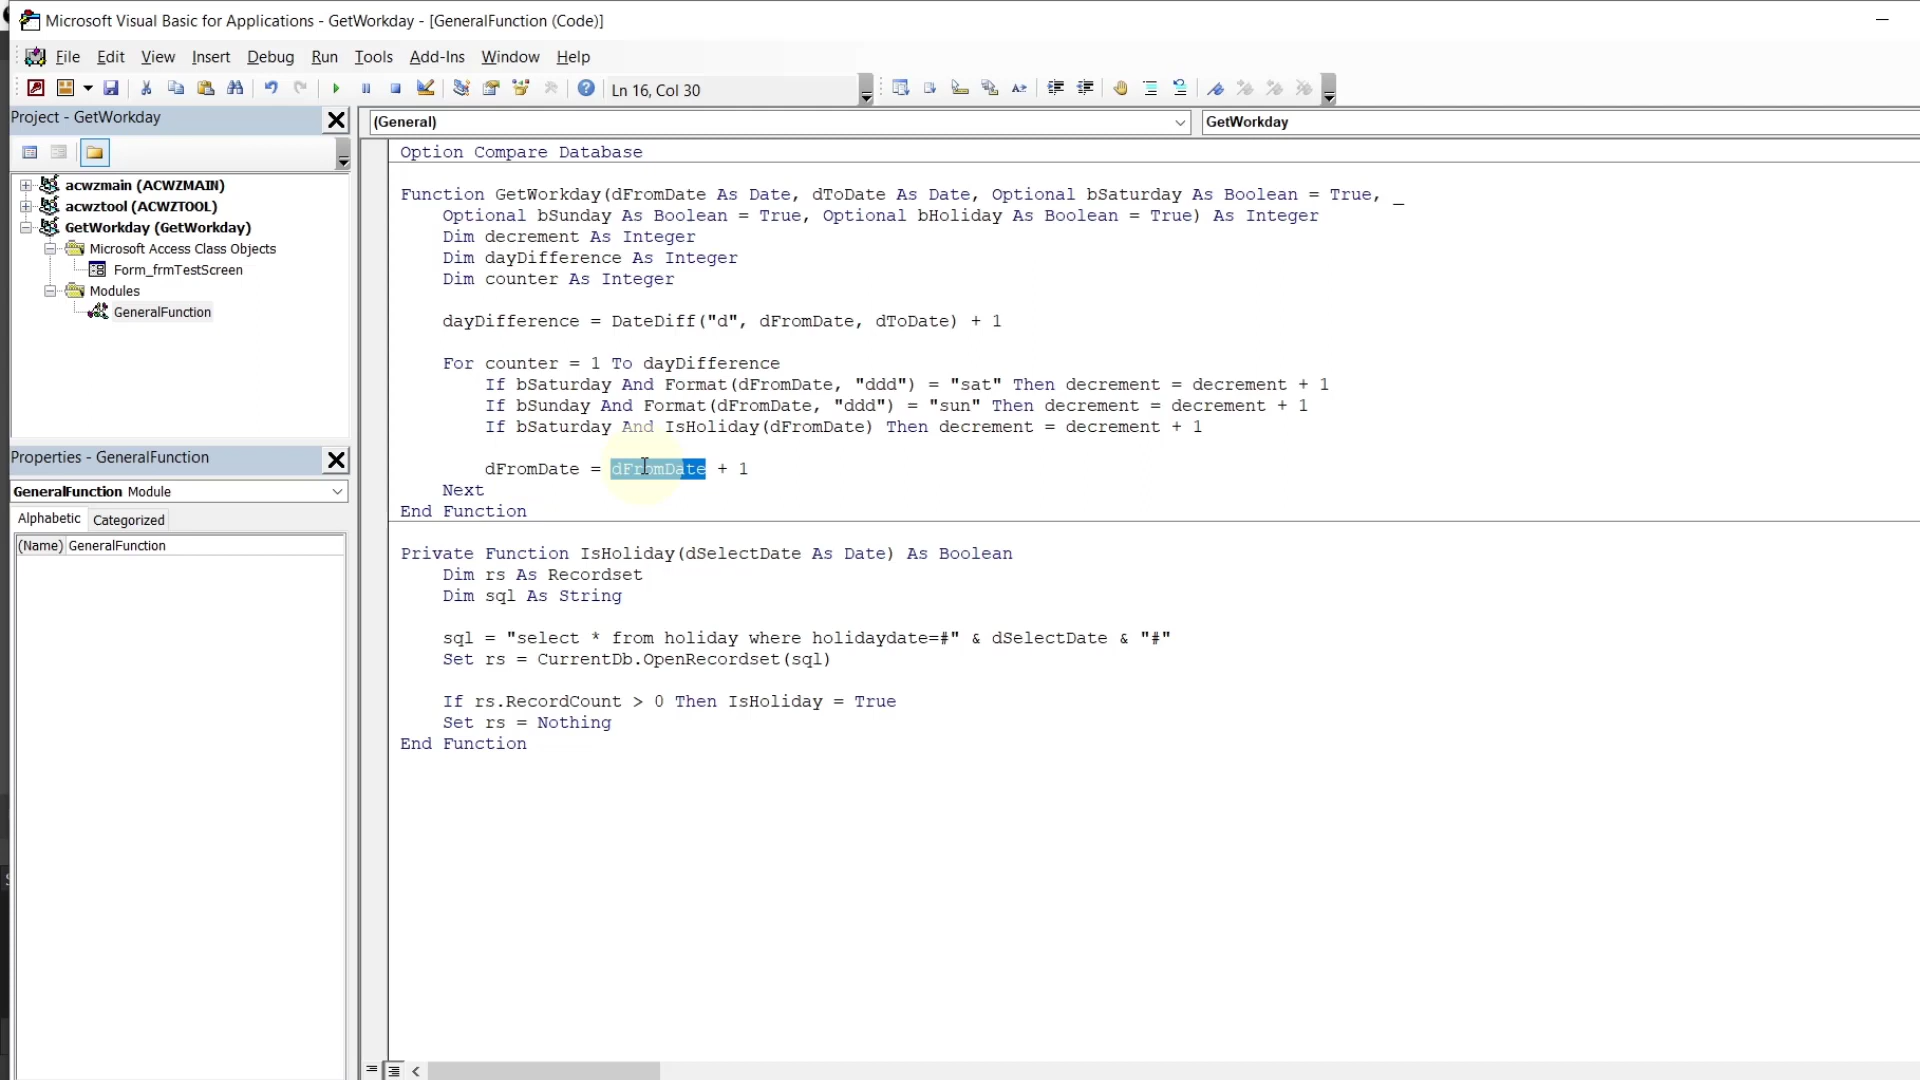 Microsoft Visual Basic for Applications - GetWorkday - [GeneralFunction (Code)]
File Edit View Insert Debug Run Tools Add-Ins Window Help
Ln 16, Col 30
Project - GetWorkday
(General)
GetWorkday
acwzmain (ACWZMAIN)
acwztool (ACWZTOOL)
GetWorkday (GetWorkday)
Microsoft Access Class Objects
Form_frmTestScreen
Modules
GeneralFunction
Properties - GeneralFunction
GeneralFunction Module
Alphabetic Categorized
(Name) GeneralFunction
Option Compare Database
Function GetWorkday(dFromDate As Date, dToDate As Date, Optional bSaturday As Boolean = True, _
Optional bSunday As Boolean = True, Optional bHoliday As Boolean = True) As Integer
Dim decrement As Integer
Dim dayDifference As Integer
Dim counter As Integer
dayDifference = DateDiff("d", dFromDate, dToDate) + 1
For counter = 1 To dayDifference
If bSaturday And Format(dFromDate, "ddd") = "sat" Then decrement = decrement + 1
If bSunday And Format(dFromDate, "ddd") = "sun" Then decrement = decrement + 1
If bSaturday And IsHoliday(dFromDate) Then decrement = decrement + 1
dFromDate = dFromDate + 1
Next
End Function
Private Function IsHoliday(dSelectDate As Date) As Boolean
Dim rs As Recordset
Dim sql As String
sql = "select * from holiday where holidaydate=#" & dSelectDate & "#"
Set rs = CurrentDb.OpenRecordset(sql)
If rs.RecordCount > 0 Then IsHoliday = True
Set rs = Nothing
End Function